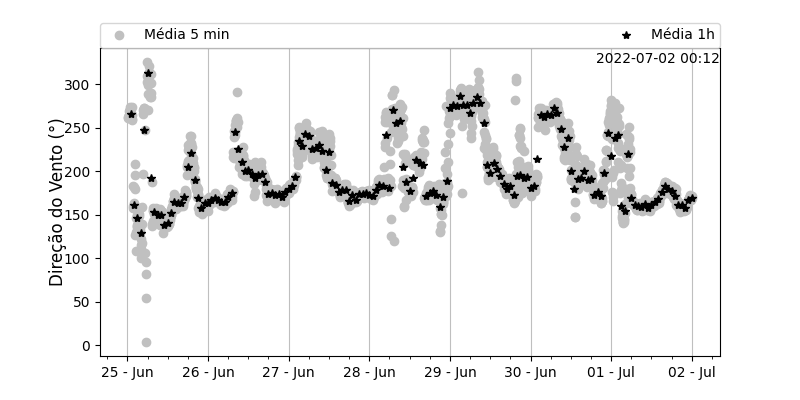 Média 5 min
Média 1h
2022-07-02 00:12
Direção do Vento (°)
300
250
200
150
100
50
0
25 - Jun
26 - Jun
27 - Jun
28 - Jun
29 - Jun
30 - Jun
01 - Jul
02 - Jul